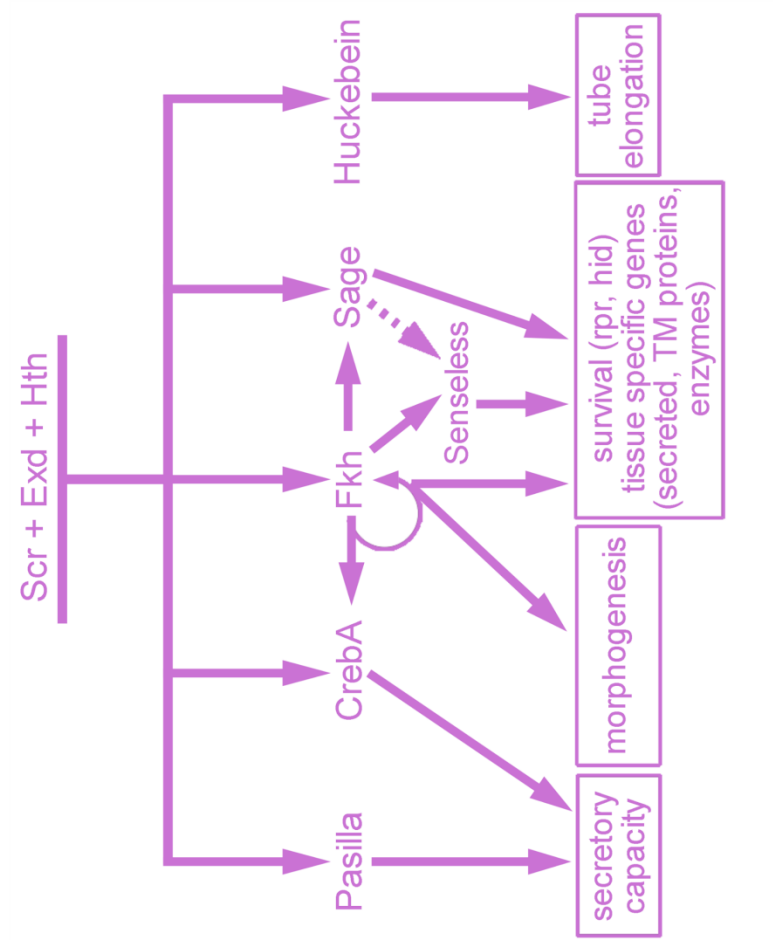 Scr + Exd + Hth
Pasilla
CrebA
Fkh
Sage
Huckebein
Senseless
secretory
capacity
morphogenesis
survival (rpr, hid)
tissue specific genes
(secreted, TM proteins,
enzymes)
tube
elongation